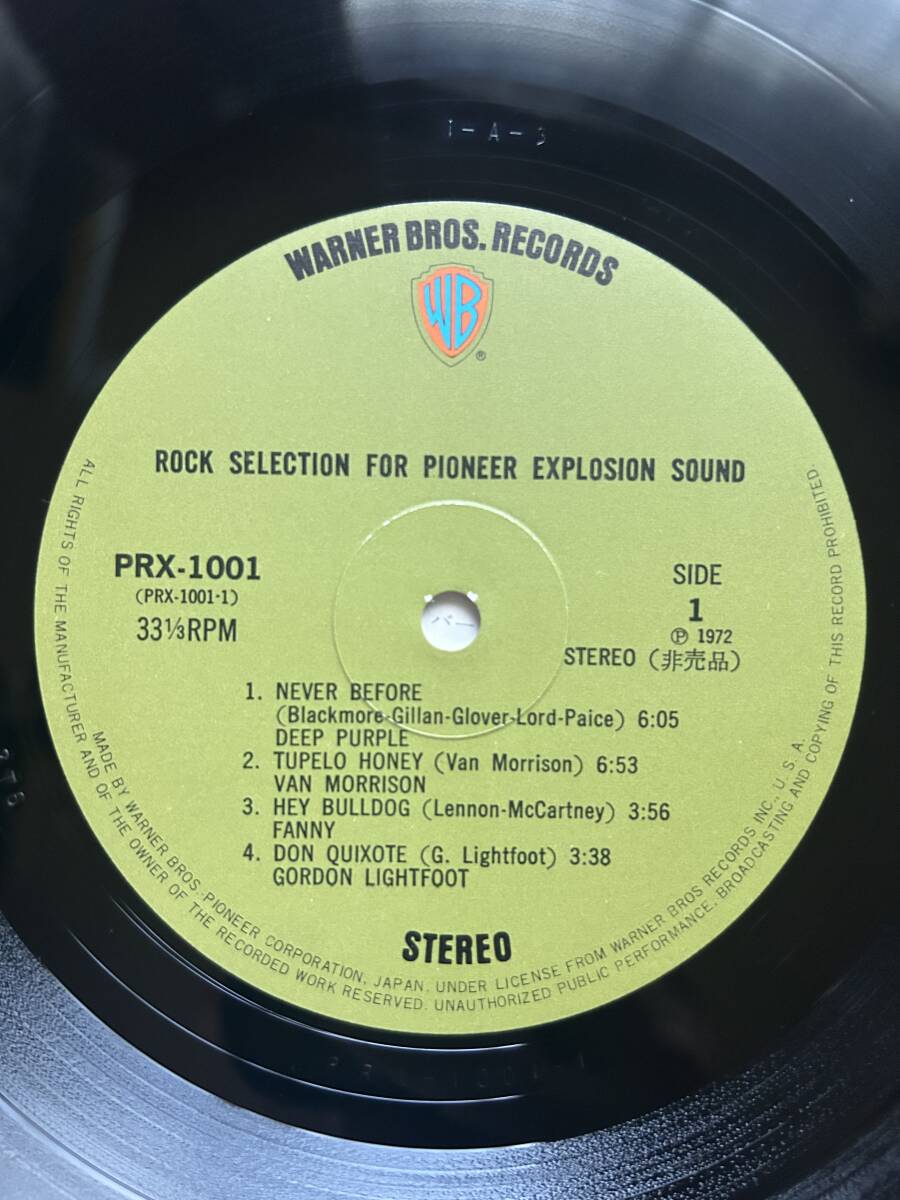 1-A-3
WARNER BROS. RECORDS
WB
®
ROCK SELECTION FOR PIONEER EXPLOSION SOUND
PRX-1001
(PRX-1001-1)
33⅓RPM
SIDE
1
Ⓟ 1972
STEREO (非売品)
バー
1. NEVER BEFORE
(Blackmore-Gillan-Glover-Lord-Paice) 6:05
DEEP PURPLE
2. TUPELO HONEY (Van Morrison) 6:53
VAN MORRISON
3. HEY BULLDOG (Lennon-McCartney) 3:56
FANNY
4. DON QUIXOTE (G. Lightfoot) 3:38
GORDON LIGHTFOOT
STEREO
MADE BY WARNER BROS.-PIONEER CORPORATION, JAPAN. UNDER LICENSE FROM WARNER BROS RECORDS INC., U.S.A.
ALL RIGHTS OF THE MANUFACTURER AND OF THE OWNER OF THE RECORDED WORK RESERVED. UNAUTHORIZED PUBLIC PERFORMANCE, BROADCASTING AND COPYING OF THIS RECORD PROHIBITED.